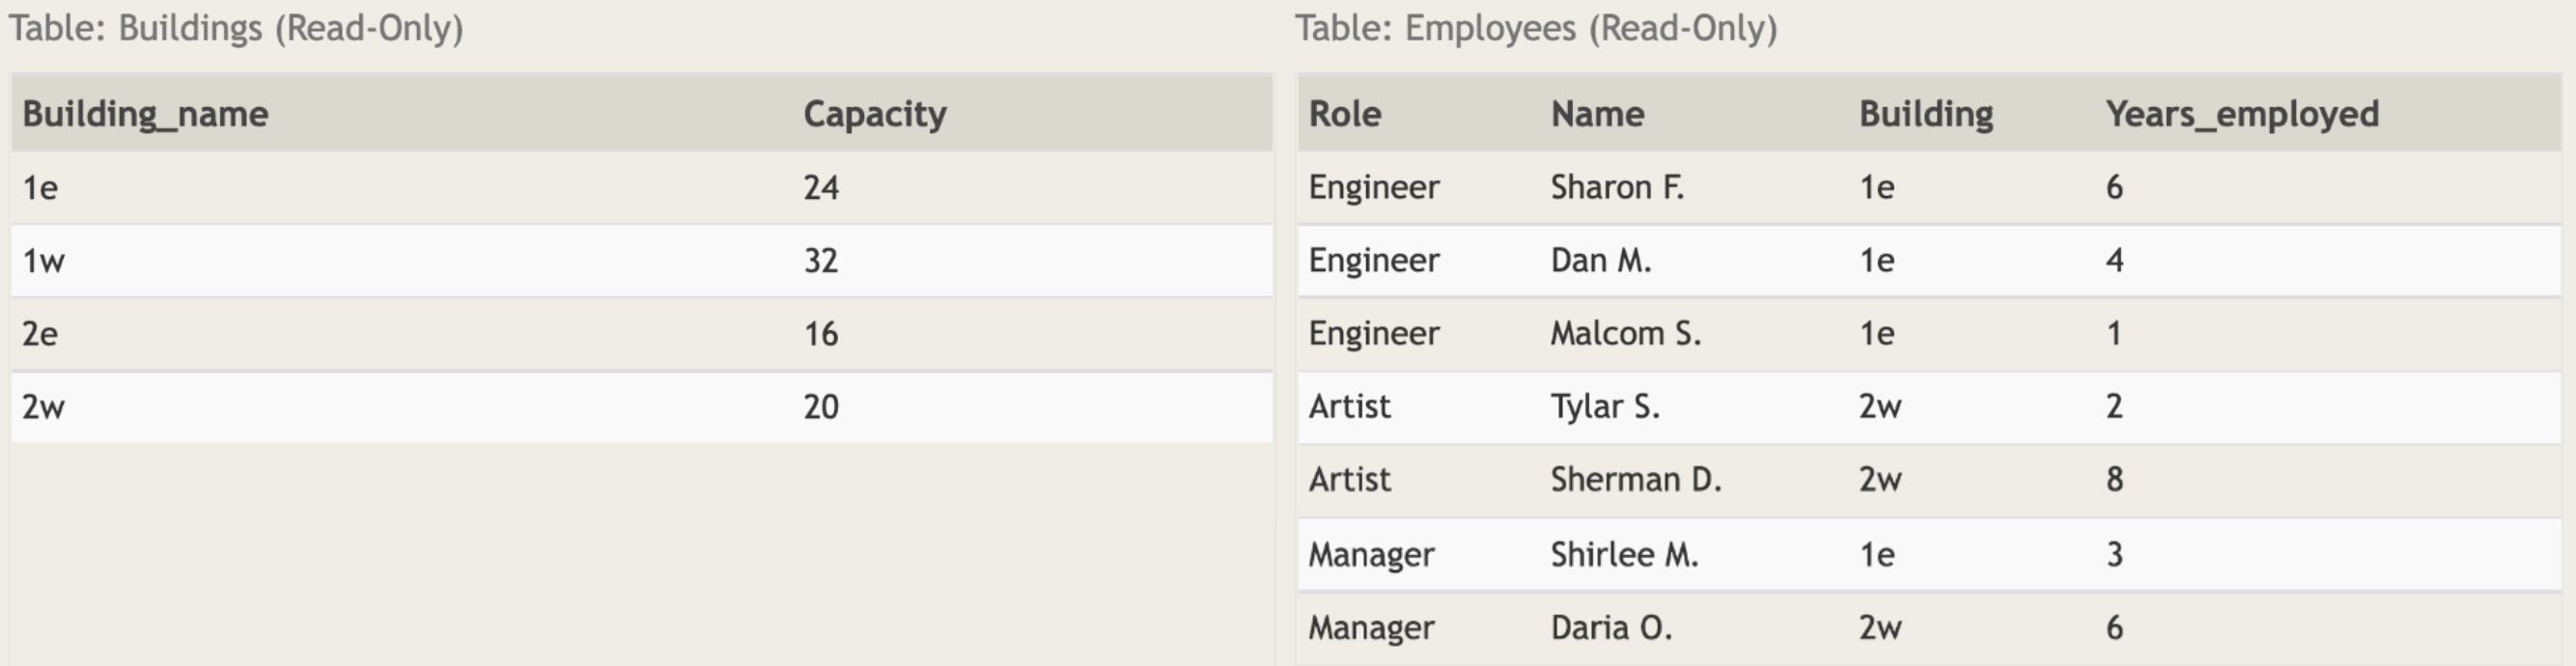 Table: Buildings (Read-Only)
Building_name Capacity
1e 24
1w 32
2e 16
2w 20
Table: Employees (Read-Only)
Role Name Building Years_employed
Engineer Sharon F. 1e 6
Engineer Dan M. 1e 4
Engineer Malcom S. 1e 1
Artist Tylar S. 2w 2
Artist Sherman D. 2w 8
Manager Shirlee M. 1e 3
Manager Daria O. 2w 6